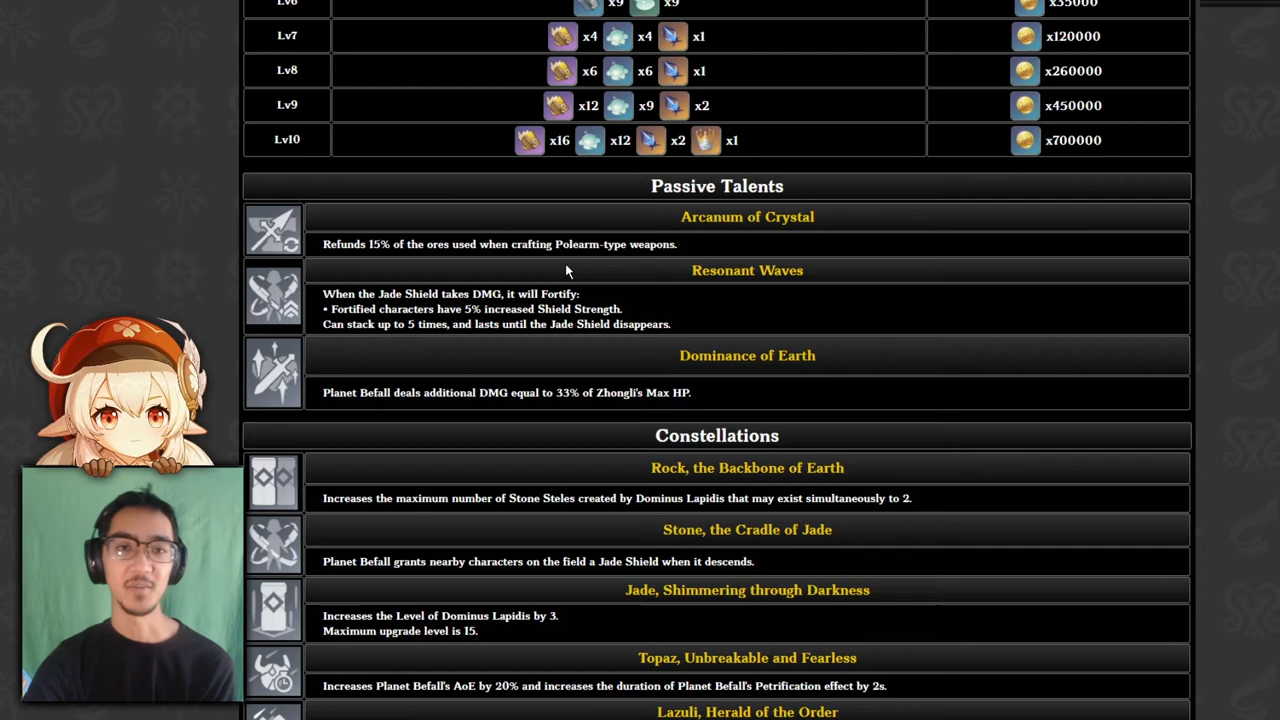 Lv6 x9 x9 x35000
Lv7 x4 x4 x1 x120000
Lv8 x6 x6 x1 x260000
Lv9 x12 x9 x2 x450000
Lv10 x16 x12 x2 x1 x700000
Passive Talents
Arcanum of Crystal
Refunds 15% of the ores used when crafting Polearm-type weapons.
Resonant Waves
When the Jade Shield takes DMG, it will Fortify:
• Fortified characters have 5% increased Shield Strength.
Can stack up to 5 times, and lasts until the Jade Shield disappears.
Dominance of Earth
Planet Befall deals additional DMG equal to 33% of Zhongli's Max HP.
Constellations
Rock, the Backbone of Earth
Increases the maximum number of Stone Steles created by Dominus Lapidis that may exist simultaneously to 2.
Stone, the Cradle of Jade
Planet Befall grants nearby characters on the field a Jade Shield when it descends.
Jade, Shimmering through Darkness
Increases the Level of Dominus Lapidis by 3.
Maximum upgrade level is 15.
Topaz, Unbreakable and Fearless
Increases Planet Befall's AoE by 20% and increases the duration of Planet Befall's Petrification effect by 2s.
Lazuli, Herald of the Order